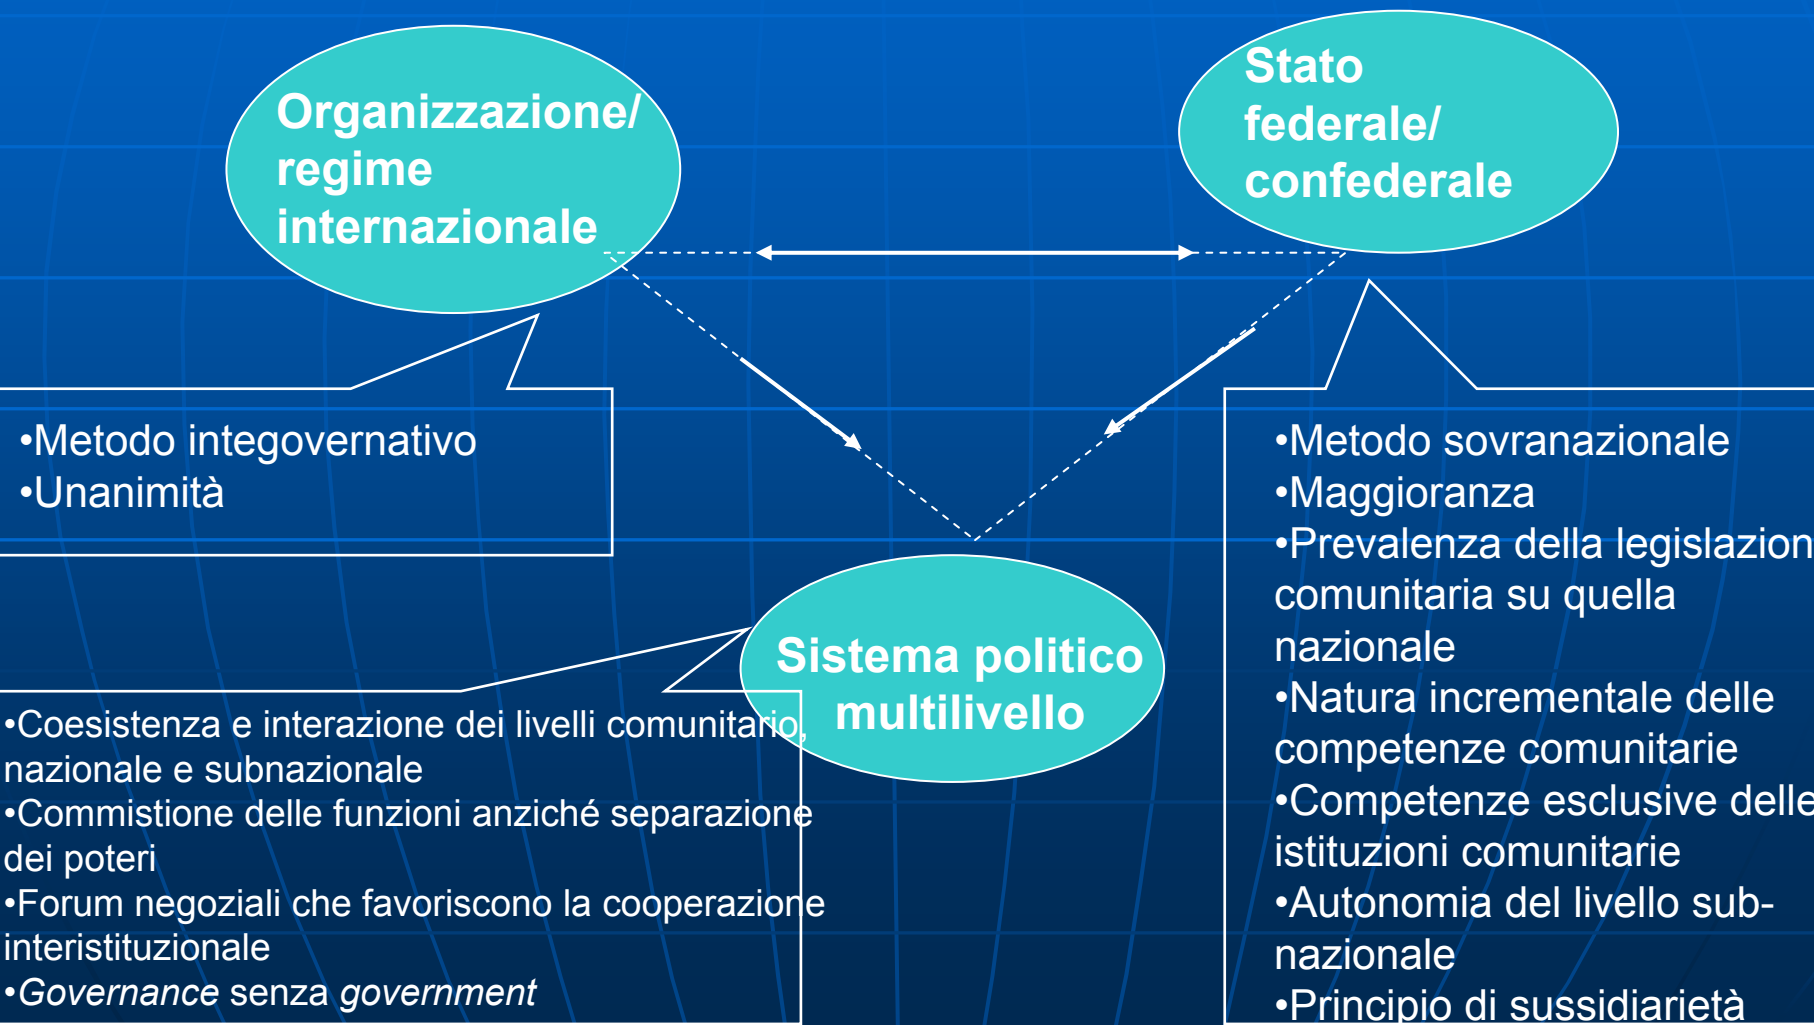 Organizzazione/
regime
internazionale
Stato
federale/
confederale
•Metodo integovernativo
•Unanimità
•Metodo sovranazionale
•Maggioranza
•Prevalenza della legislazion
comunitaria su quella
nazionale
•Natura incrementale delle
competenze comunitarie
•Competenze esclusive delle
istituzioni comunitarie
•Autonomia del livello sub-
nazionale
•Principio di sussidiarietà
Sistema politico
multilivello
•Coesistenza e interazione dei livelli comunitario,
nazionale e subnazionale
•Commistione delle funzioni anziché separazione
dei poteri
•Forum negoziali che favoriscono la cooperazione
interistituzionale
•Governance senza government